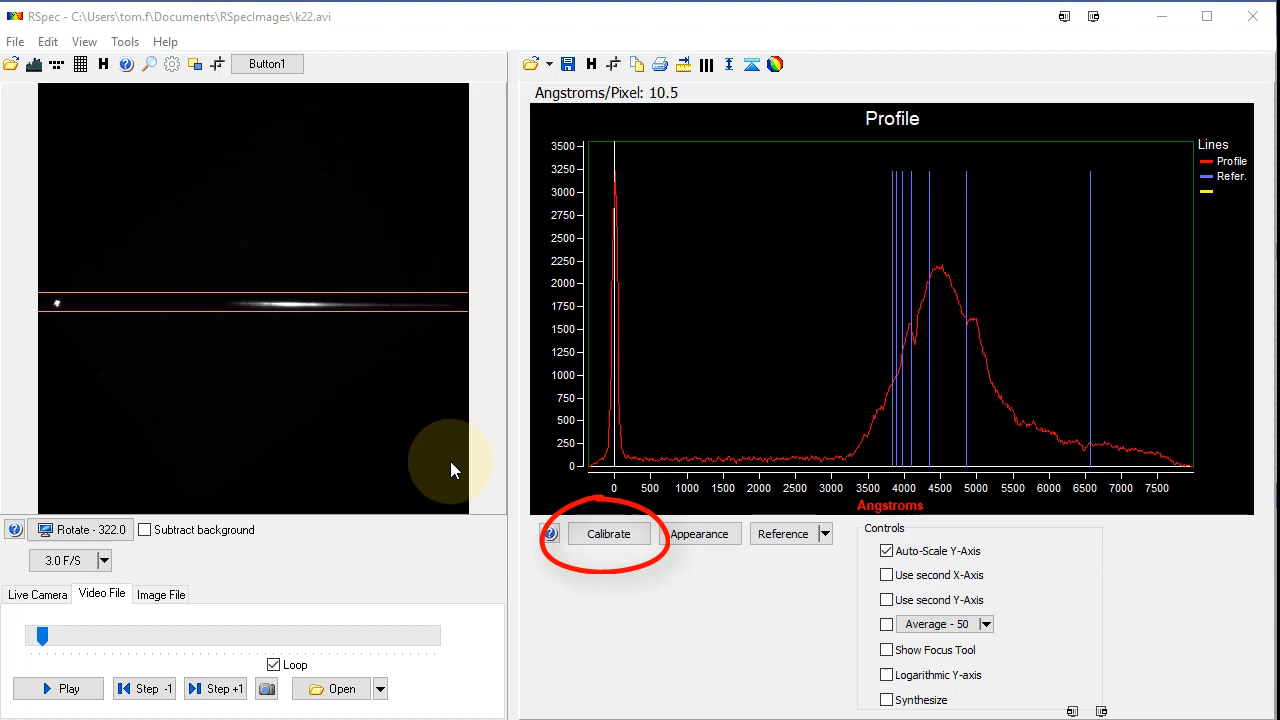 RSpec - C:\Users\tom.f\Documents\RSpecImages\k22.avi
File Edit View Tools Help
H Button1
H
Angstroms/Pixel: 10.5
Profile
Lines
Profile
Refer.
3500
3250
3000
2750
2500
2250
2000
1750
1500
1250
1000
750
500
250
0
0 500 1000 1500 2000 2500 3000 3500 4000 4500 5000 5500 6000 6500 7000 7500
Angstroms
Rotate - 322.0 Subtract background
3.0 F/S
Live Camera Video File Image File
Loop
Play Step -1 Step +1 Open
Calibrate Appearance Reference
Controls
Auto-Scale Y-Axis
Use second X-Axis
Use second Y-Axis
Average - 50
Show Focus Tool
Logarithmic Y-axis
Synthesize